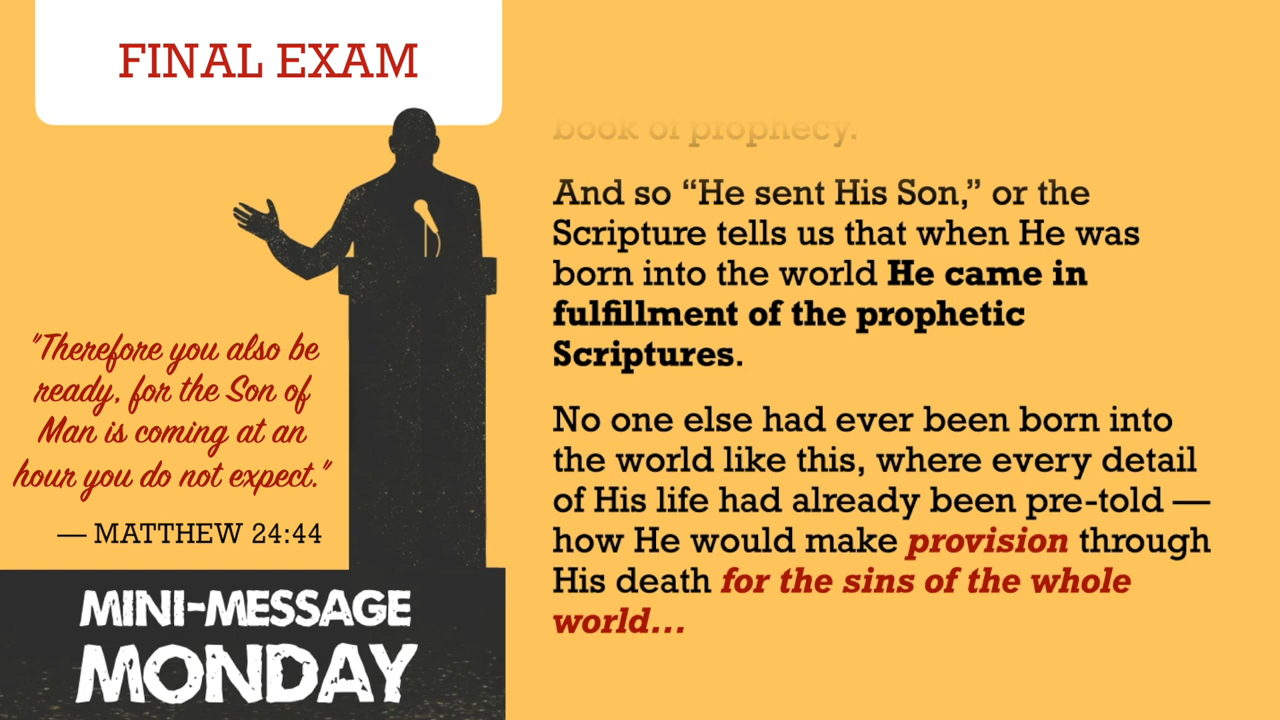 FINAL EXAM
"Therefore you also be
ready, for the Son of
Man is coming at an
hour you do not expect."
— MATTHEW 24:44
MINI-MESSAGE
MONDAY
book of prophecy.
And so “He sent His Son,” or the
Scripture tells us that when He was
born into the world He came in
fulfillment of the prophetic
Scriptures.
No one else had ever been born into
the world like this, where every detail
of His life had already been pre-told —
how He would make provision through
His death for the sins of the whole
world...